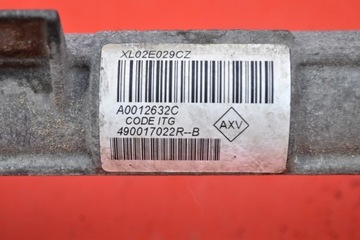 XL02E029CZ
A0012632C
CODE ITG
490017022R--B
AXV